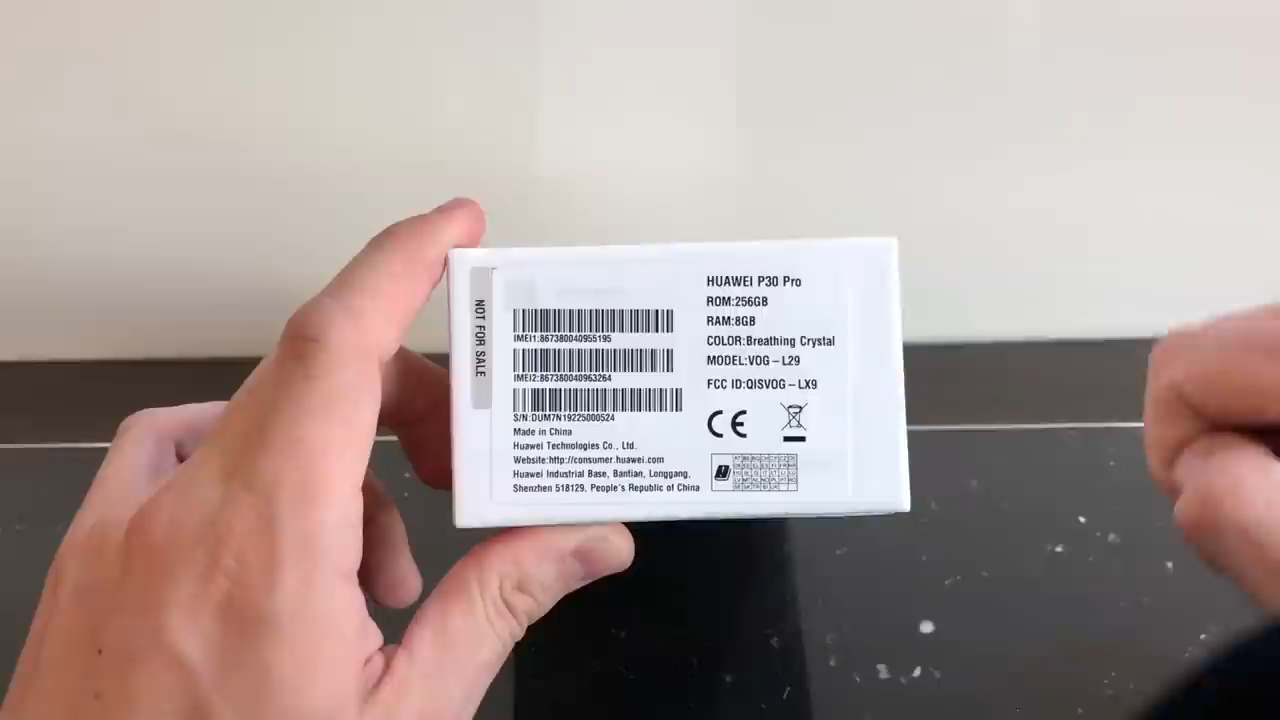 NOT FOR SALE
IMEI1:867380040955195
IMEI2:867380040963264
S/N:DUM7N19225000524
Made in China
Huawei Technologies Co., Ltd.
Website:http://consumer.huawei.com
Huawei Industrial Base, Bantian, Longgang,
Shenzhen 518129, People's Republic of China
HUAWEI P30 Pro
ROM:256GB
RAM:8GB
COLOR:Breathing Crystal
MODEL:VOG-L29
FCC ID:QISVOG-LX9
CE